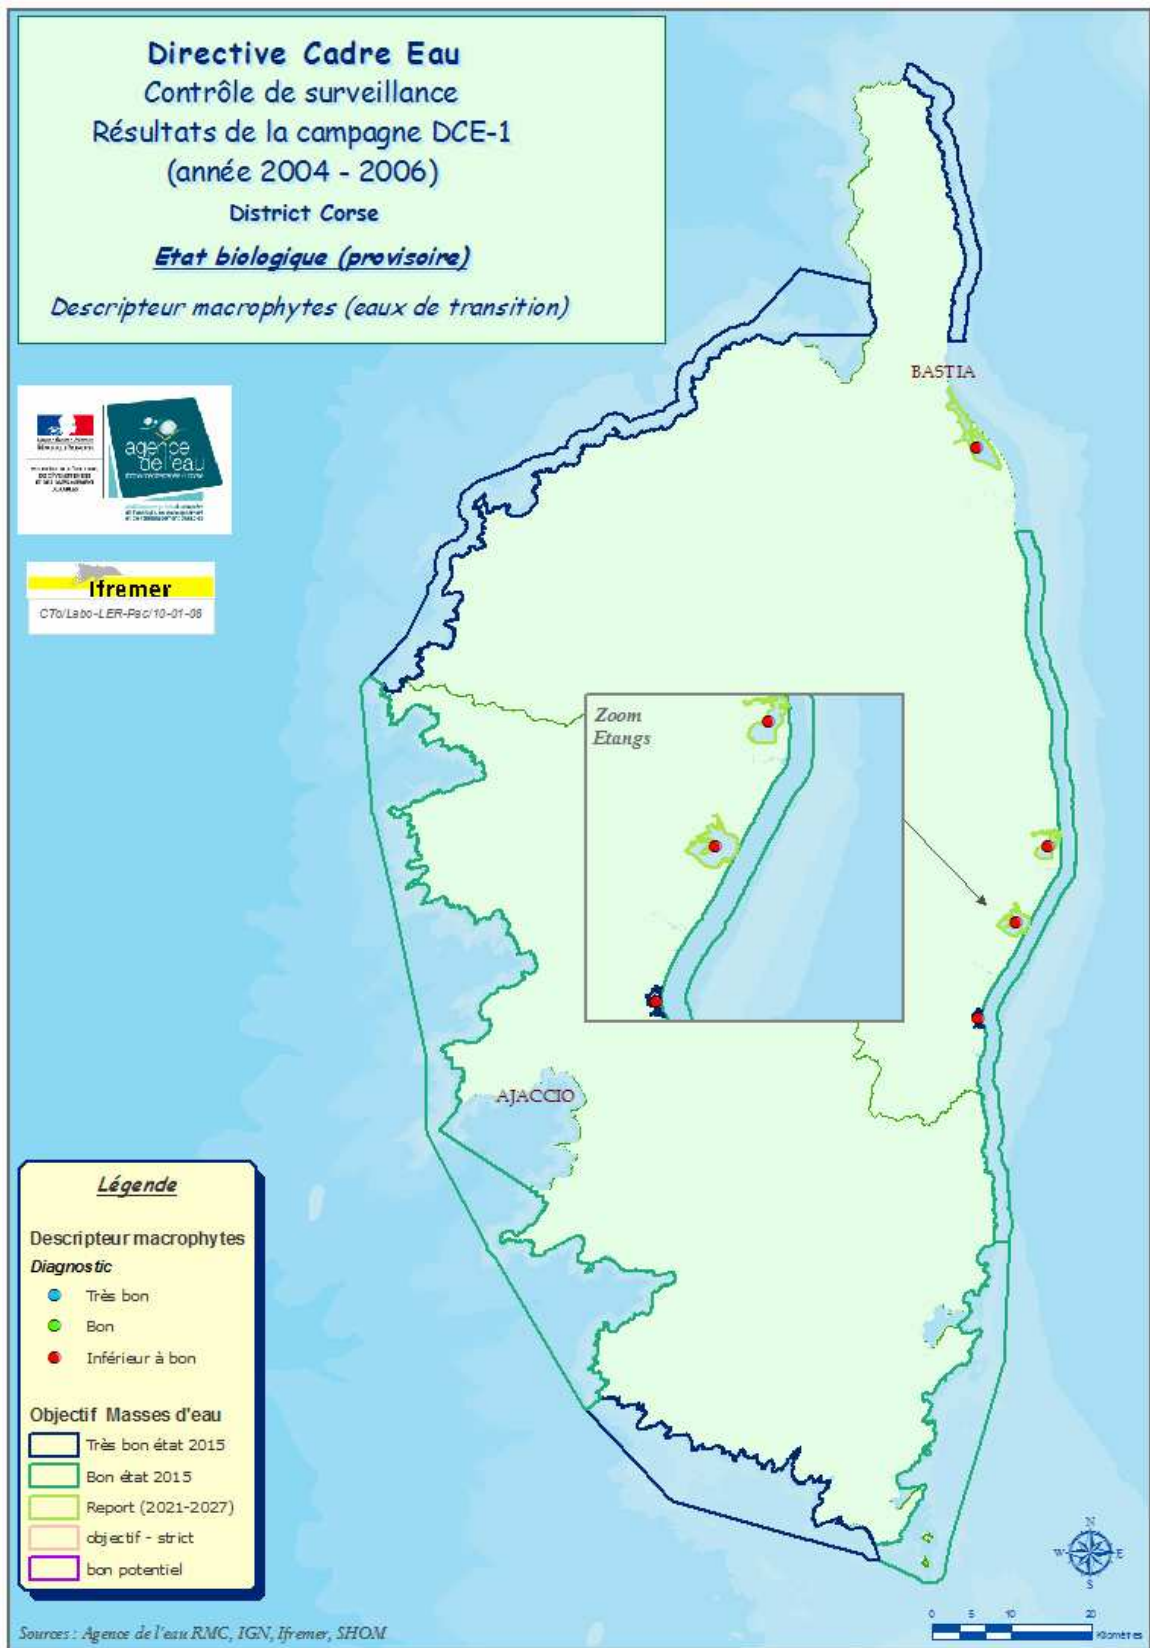 Directive Cadre Eau
Contrôle de surveillance
Résultats de la campagne DCE-1
(année 2004 - 2006)
District Corse
Etat biologique (provisoire)
Descripteur macrophytes (eaux de transition)
agence
de l'eau
Ifremer
CTo/Labo-LER-Pac/10-01-08
BASTIA
Zoom
Etangs
AJACCIO
Légende
Descripteur macrophytes
Diagnostic
Très bon
Bon
Inférieur à bon
Objectif Masses d'eau
Très bon état 2015
Bon état 2015
Report (2021-2027)
objectif - strict
bon potentiel
N
W E
S
0 5 10 20
Kilomètres
Sources : Agence de l'eau RMC, IGN, Ifremer, SHOM